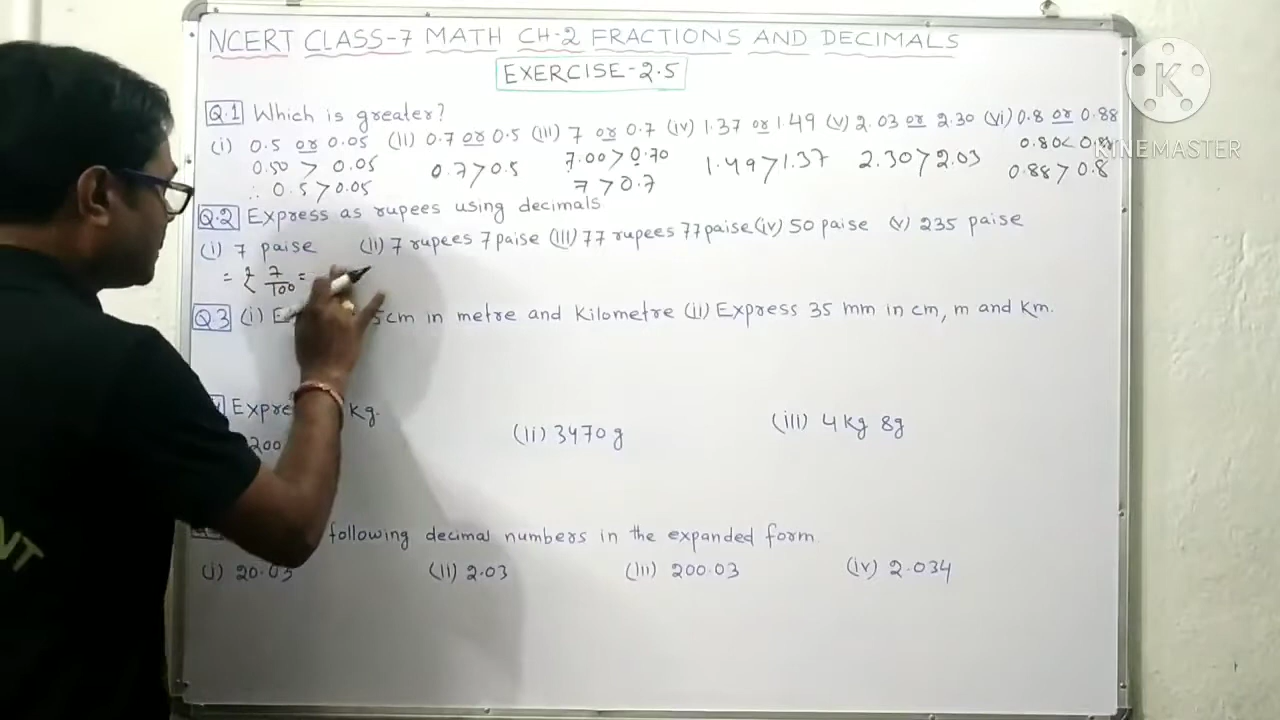 NCERT CLASS-7 MATH CH-2 FRACTIONS AND DECIMALS
EXERCISE-2.5
K
KINEMASTER
Q.1 Which is greater?
(i) 0.5 or 0.05 (ii) 0.7 or 0.5 (iii) 7 or 0.7 (iv) 1.37 or 1.49 (v) 2.03 or 2.30 (vi) 0.8 or 0.88
0.50 > 0.05 0.7 > 0.5 7.00 > 0.70 1.49 > 1.37 2.30 > 2.03 0.80 <
∴ 0.5 > 0.05 7 > 0.7 0.88 > 0.8
Q.2 Express as rupees using decimals
(i) 7 paise (ii) 7 rupees 7 paise (iii) 77 rupees 77 paise (iv) 50 paise (v) 235 paise
= ₹ 7/100 =
Q.3 (i) 5cm in metre and Kilometre (ii) Express 35 mm in cm, m and Km.
kg.
200 (ii) 3470 g (iii) 4 kg 8g
following decimal numbers in the expanded form
(i) 20.03 (ii) 2.03 (iii) 200.03 (iv) 2.034
NT